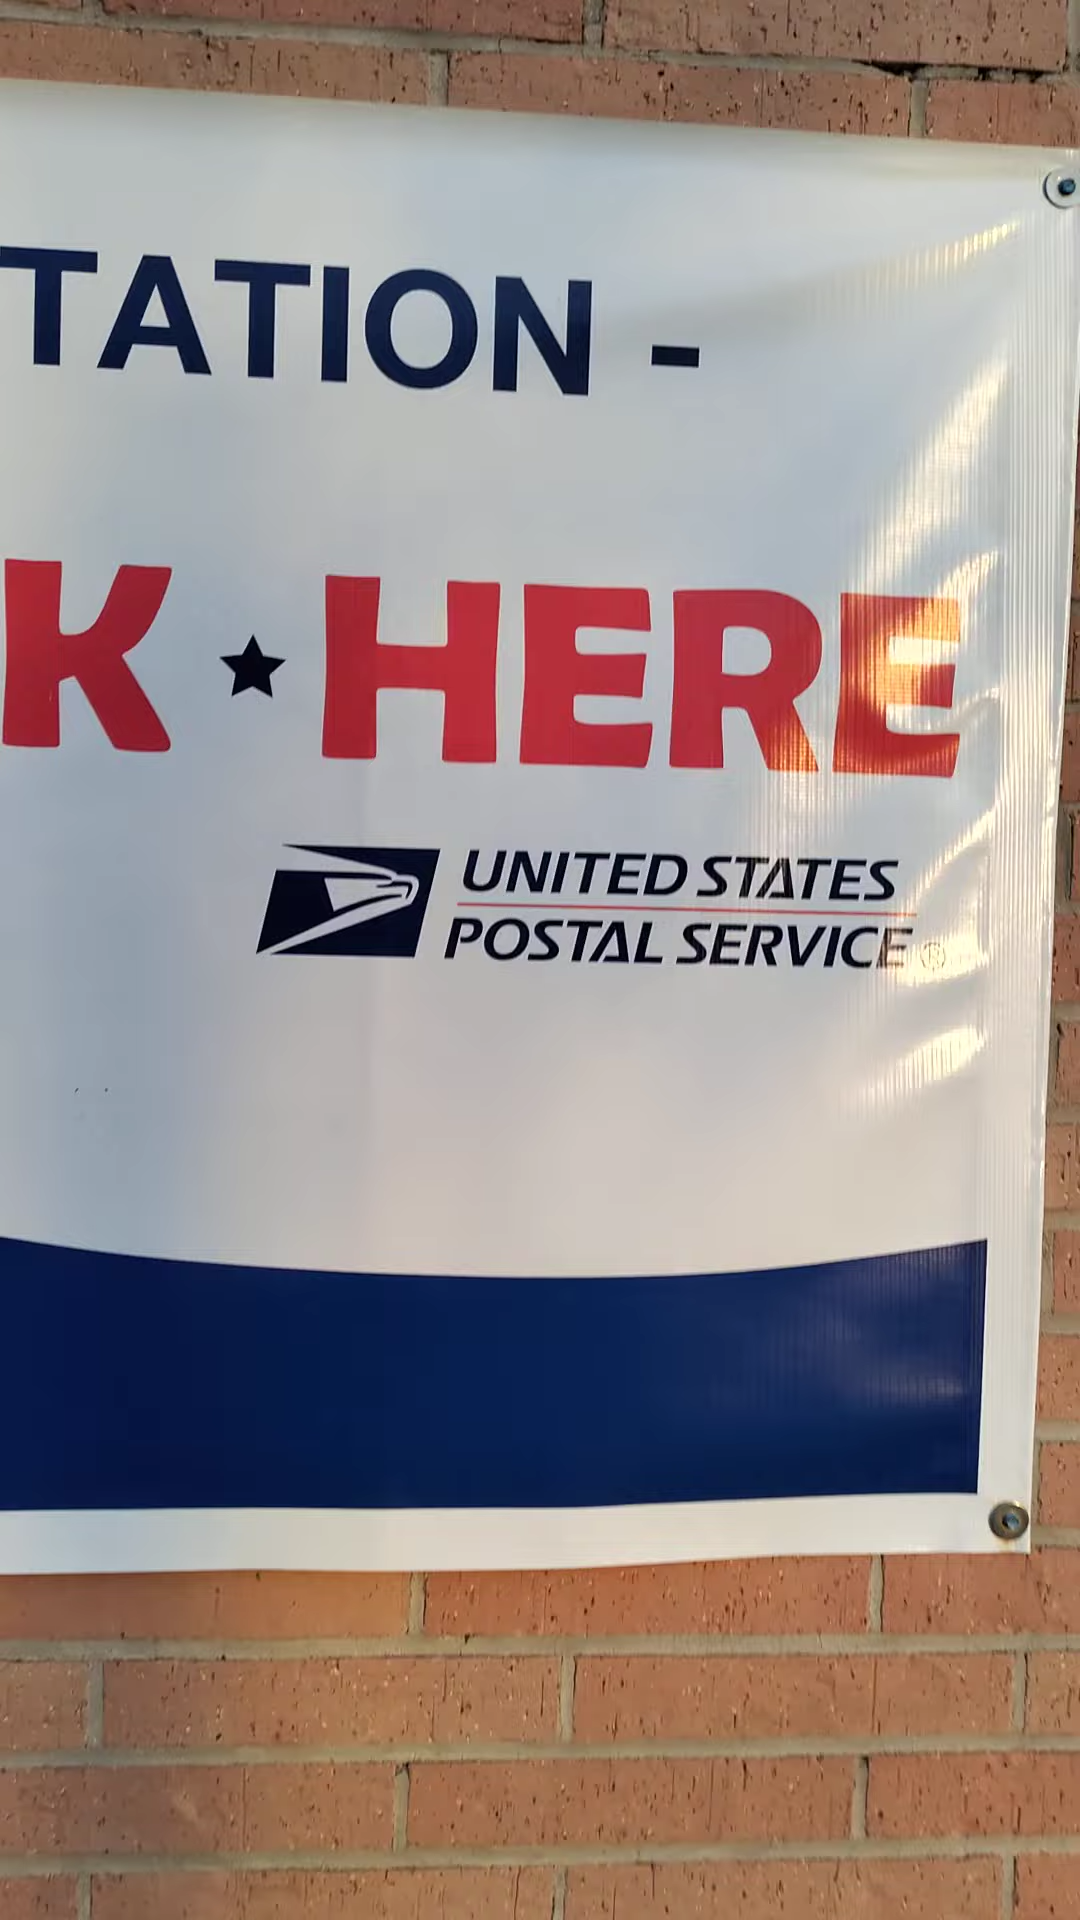 TATION -
K ★ HERE
UNITED STATES
POSTAL SERVICE®